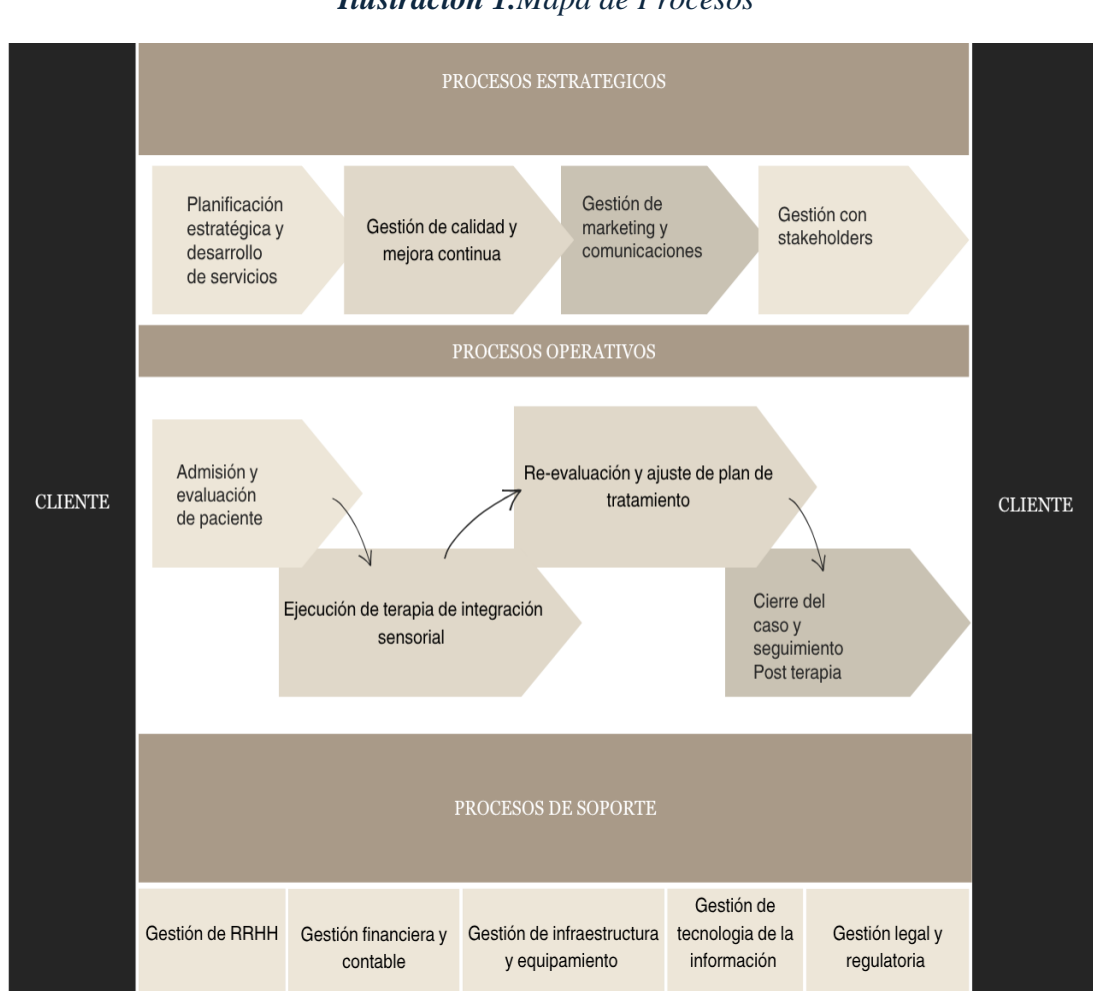 Ilustración 1.Mapa de Procesos
PROCESOS ESTRATEGICOS
Planificación
estratégica y
desarrollo
de servicios
Gestión de calidad y
mejora continua
Gestión de
marketing y
comunicaciones
Gestión con
stakeholders
PROCESOS OPERATIVOS
CLIENTE
Admisión y
evaluación
de paciente
Ejecución de terapia de integración
sensorial
Re-evaluación y ajuste de plan de
tratamiento
Cierre del
caso y
seguimiento
Post terapia
CLIENTE
PROCESOS DE SOPORTE
Gestión de RRHH
Gestión financiera y
contable
Gestión de infraestructura
y equipamiento
Gestión de
tecnologia de la
información
Gestión legal y
regulatoria